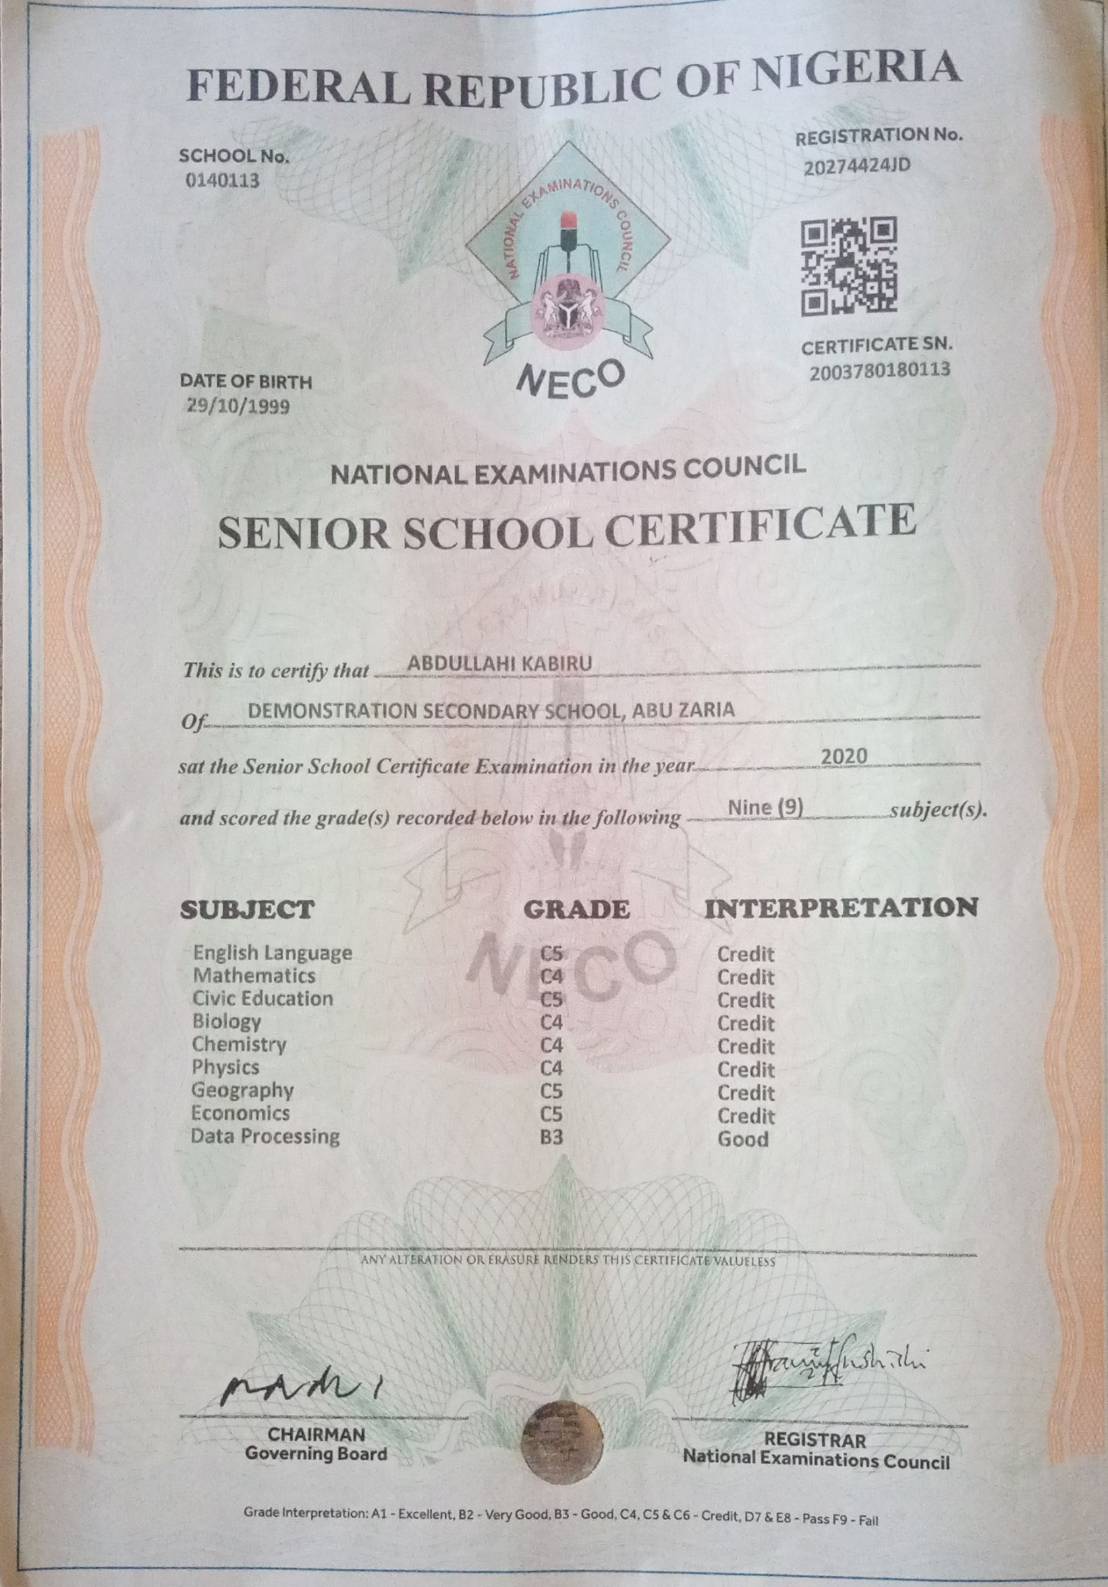 FEDERAL REPUBLIC OF NIGERIA
SCHOOL No.
0140113
REGISTRATION No.
20274424JD
NATIONAL EXAMINATIONS COUNCIL
NECO
CERTIFICATE SN.
2003780180113
DATE OF BIRTH
29/10/1999
NATIONAL EXAMINATIONS COUNCIL
SENIOR SCHOOL CERTIFICATE
This is to certify that ABDULLAHI KABIRU
Of DEMONSTRATION SECONDARY SCHOOL, ABU ZARIA
sat the Senior School Certificate Examination in the year 2020
and scored the grade(s) recorded below in the following Nine (9) subject(s).
SUBJECT GRADE INTERPRETATION
English Language C5 Credit
Mathematics C4 Credit
Civic Education C5 Credit
Biology C4 Credit
Chemistry C4 Credit
Physics C4 Credit
Geography C5 Credit
Economics C5 Credit
Data Processing B3 Good
NECO
ANY ALTERATION OR ERASURE RENDERS THIS CERTIFICATE VALUELESS
CHAIRMAN
Governing Board
REGISTRAR
National Examinations Council
Grade Interpretation: A1 - Excellent, B2 - Very Good, B3 - Good, C4, C5 & C6 - Credit, D7 & E8 - Pass F9 - Fail